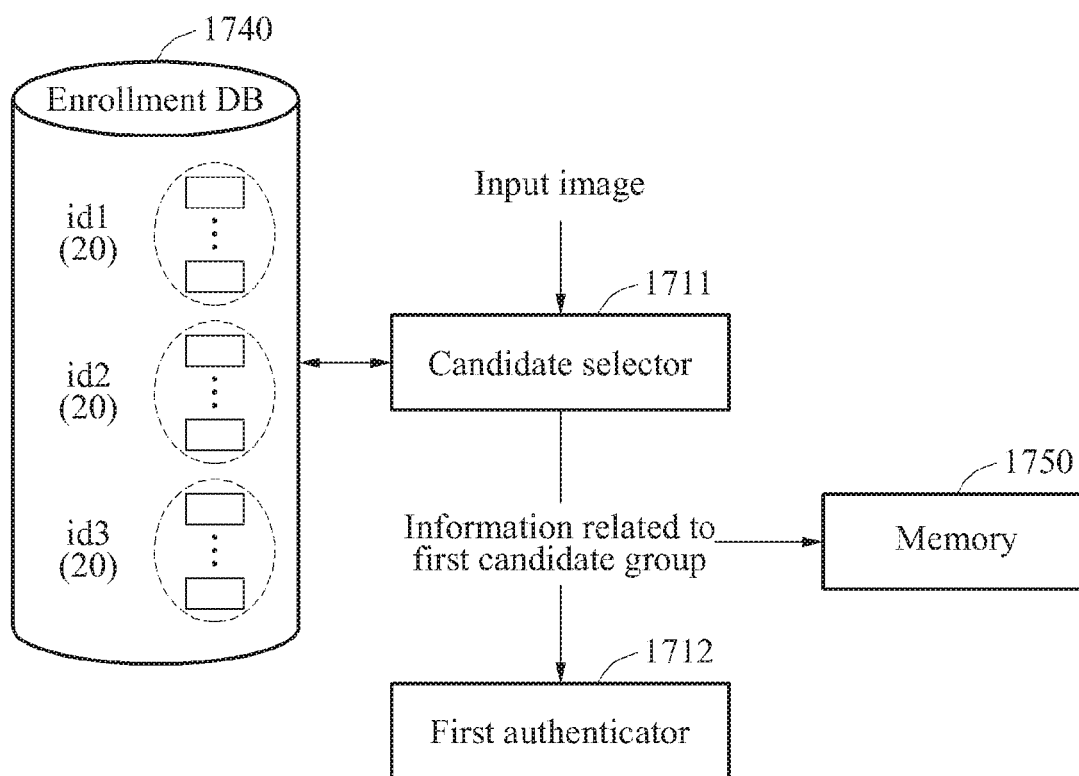 1740
Enrollment DB
id1
(20)
id2
(20)
id3
(20)
Input image
1711
Candidate selector
Information related to
first candidate group
1750
Memory
1712
First authenticator